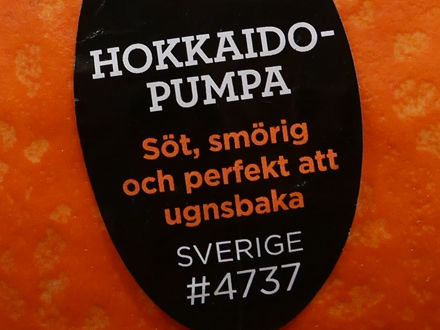 HOKKAIDO-
PUMPA
Söt, smörig
och perfekt att
ugnsbaka
SVERIGE
#4737